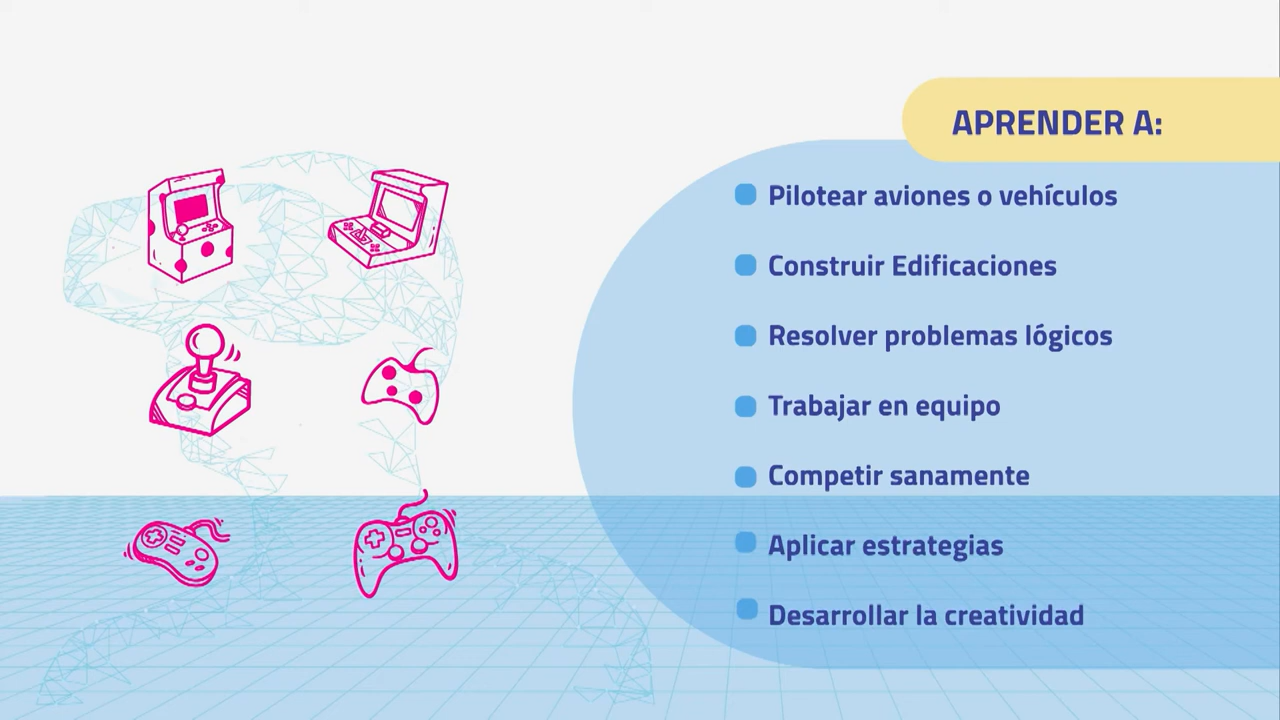 APRENDER A:
Pilotear aviones o vehículos
Construir Edificaciones
Resolver problemas lógicos
Trabajar en equipo
Competir sanamente
Aplicar estrategias
Desarrollar la creatividad